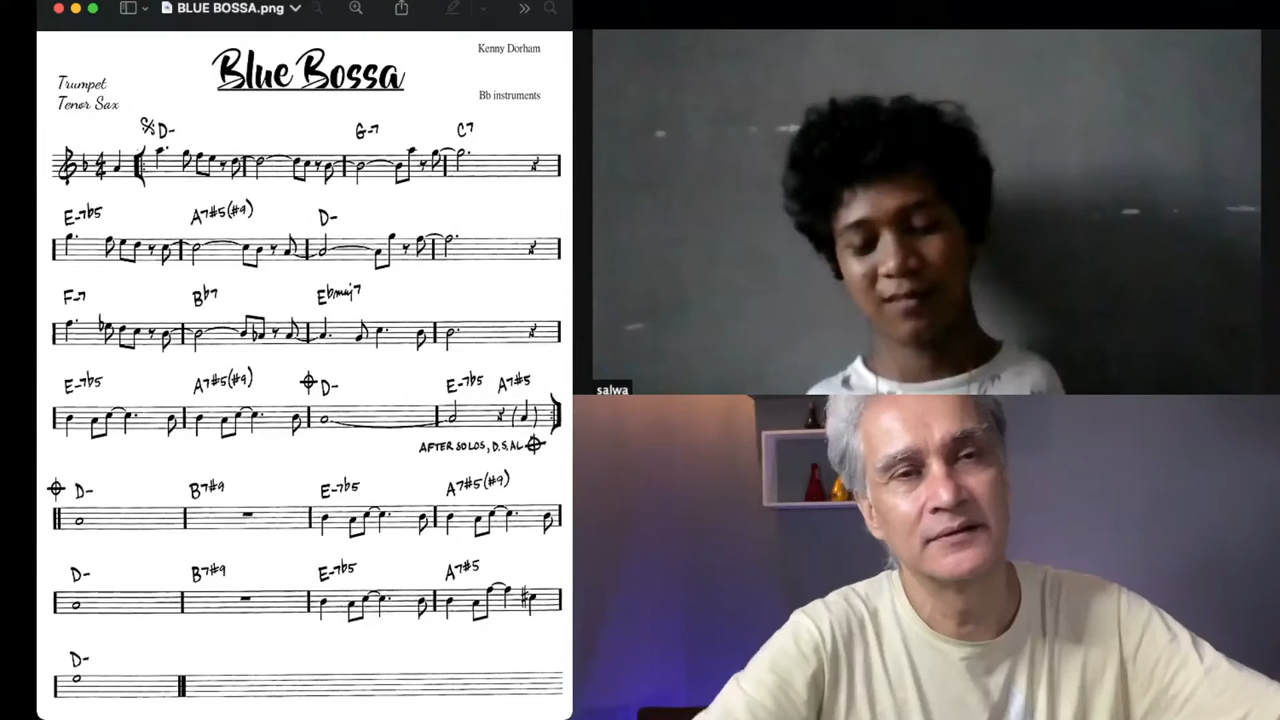 BLUE BOSSA.png
Kenny Dorham
Blue Bossa
Trumpet
Tenor Sax
Bb instruments
D- G-7 C7
E-7b5 A7#5(#9) D-
F-7 Bb7 Ebmaj7
E-7b5 A7#5(#9) D- E-7b5 A7#5
AFTER SOLOS, D.S. AL
D- B7#9 E-7b5 A7#5(#9)
D- B7#9 E-7b5 A7#5
D-
salwa